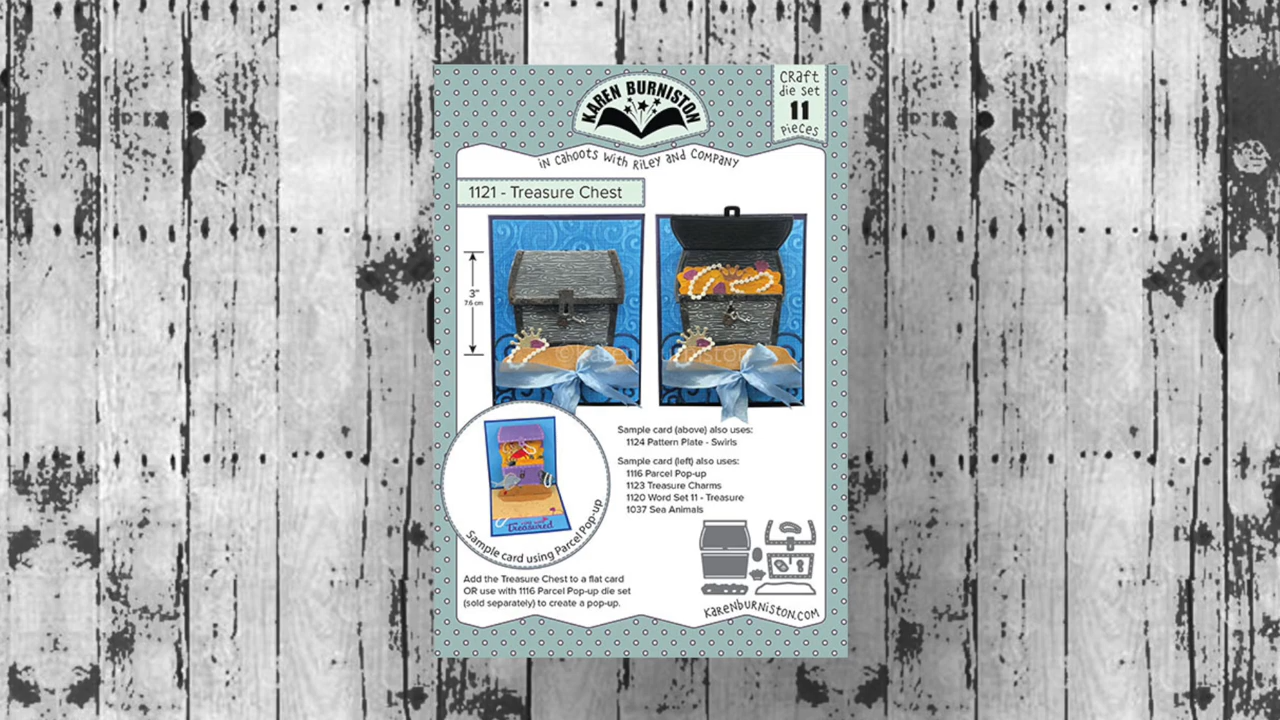 KAREN BURNISTON
craft
die set
11
pieces
in cahoots with Riley and Company
1121 - Treasure Chest
3"
7.6 cm
©Karen Burniston
Sample card (above) also uses:
1124 Pattern Plate - Swirls
Sample card (left) also uses:
1116 Parcel Pop-up
1123 Treasure Charms
1120 Word Set 11 - Treasure
1037 Sea Animals
treasured
Sample card using Parcel Pop-up
Add the Treasure Chest to a flat card
OR use with 1116 Parcel Pop-up die set
(sold separately) to create a pop-up.
karenburniston.com